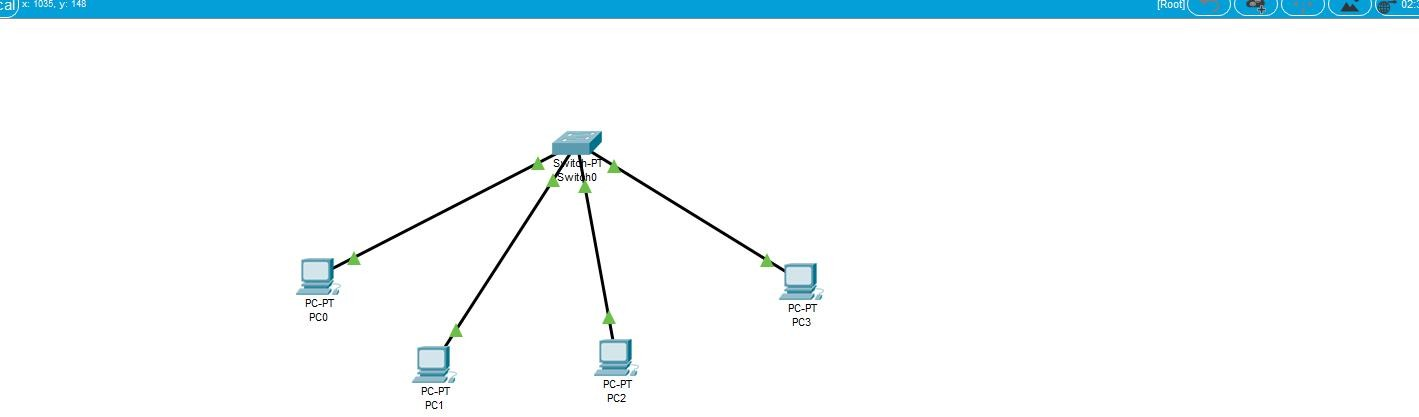 x: 1035, y: 148
[Root]
Switch-PT
Switch0
PC-PT
PC0
PC-PT
PC3
PC-PT
PC2
PC-PT
PC1